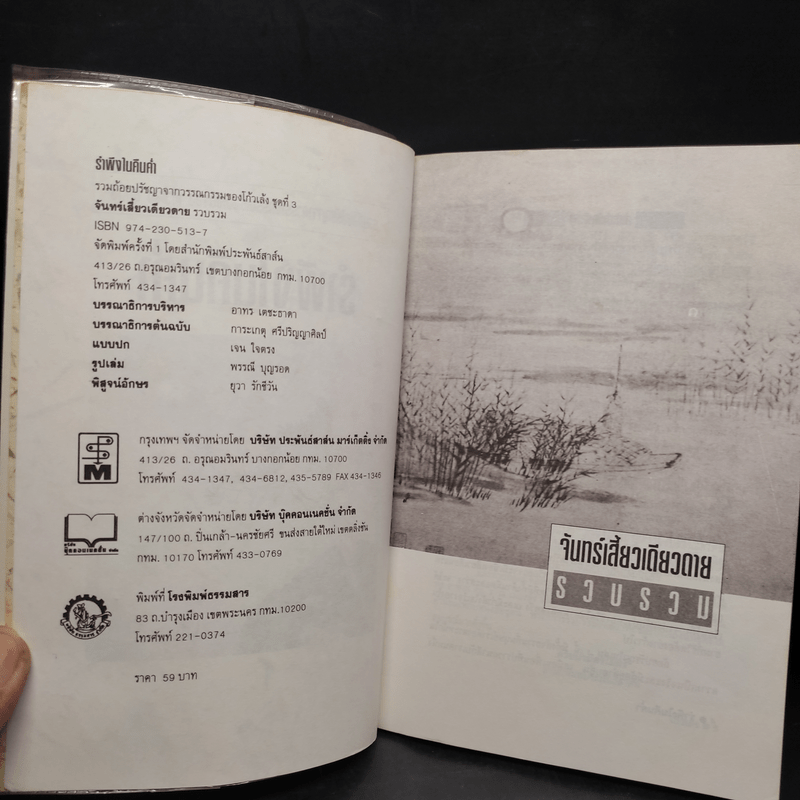 รำพึงในคืนค่ำ
รวมถ้อยปรัชญาจากวรรณกรรมของโก้วเล้ง ชุดที่ 3
จันทร์เสี้ยวเดียวดาย รวบรวม
ISBN 974-230-513-7
จัดพิมพ์ครั้งที่ 1 โดยสำนักพิมพ์ประพันธ์สาส์น
413/26 ถ.อรุณอมรินทร์ เขตบางกอกน้อย กทม. 10700
โทรศัพท์ 434-1347
บรรณาธิการบริหาร อาทร เตชะธาดา
บรรณาธิการต้นฉบับ การะเกตุ ศรีปริญญาศิลป์
แบบปก เจน ใจตรง
รูปเล่ม พรรณี บุญรอด
พิสูจน์อักษร ยุวา รักชีวัน
กรุงเทพฯ จัดจำหน่ายโดย บริษัท ประพันธ์สาส์น มาร์เก็ตติ้ง จำกัด
413/26 ถ. อรุณอมรินทร์ บางกอกน้อย กทม. 10700
โทรศัพท์ 434-1347, 434-6812, 435-5789 FAX 434-1346
ต่างจังหวัดจัดจำหน่ายโดย บริษัท บุ๊คคอนเนคชั่น จำกัด
147/100 ถ. ปิ่นเกล้า-นครชัยศรี ขนส่งสายใต้ใหม่ เขตตลิ่งชัน
กทม. 10170 โทรศัพท์ 433-0769
พิมพ์ที่ โรงพิมพ์ธรรมสาร
83 ถ.บำรุงเมือง เขตพระนคร กทม.10200
โทรศัพท์ 221-0374
ราคา 59 บาท
จันทร์เสี้ยวเดียวดาย
รวบรวม